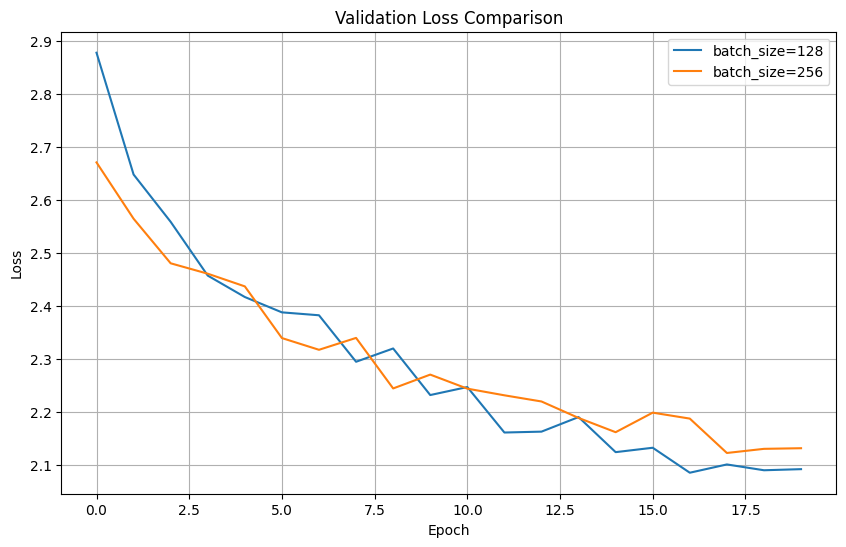 Validation Loss Comparison
batch_size=128
batch_size=256
2.9
2.8
2.7
2.6
2.5
2.4
2.3
2.2
2.1
Loss
0.0 2.5 5.0 7.5 10.0 12.5 15.0 17.5
Epoch